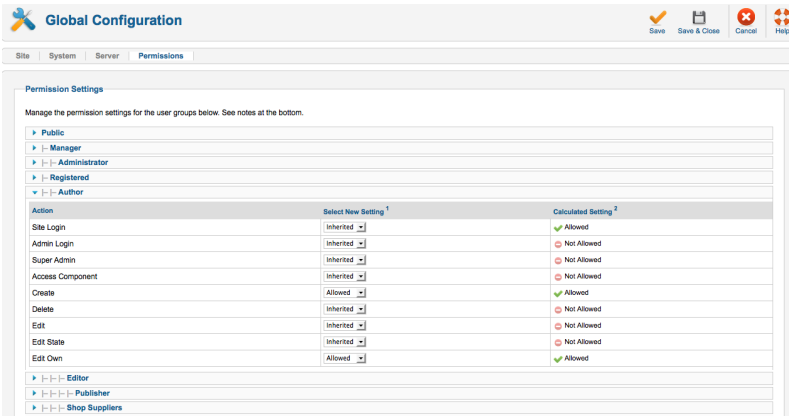 Global Configuration
Save Save & Close Cancel Help
Site System Server Permissions
Permission Settings
Manage the permission settings for the user groups below. See notes at the bottom.
Public
|– Manager
|– |– Administrator
|– Registered
|– |– Author
Action Select New Setting 1 Calculated Setting 2
Site Login Inherited Allowed
Admin Login Inherited Not Allowed
Super Admin Inherited Not Allowed
Access Component Inherited Not Allowed
Create Allowed Allowed
Delete Inherited Not Allowed
Edit Inherited Not Allowed
Edit State Inherited Not Allowed
Edit Own Allowed Allowed
|– |– |– Editor
|– |– |– |– Publisher
|– |– |– Shop Suppliers